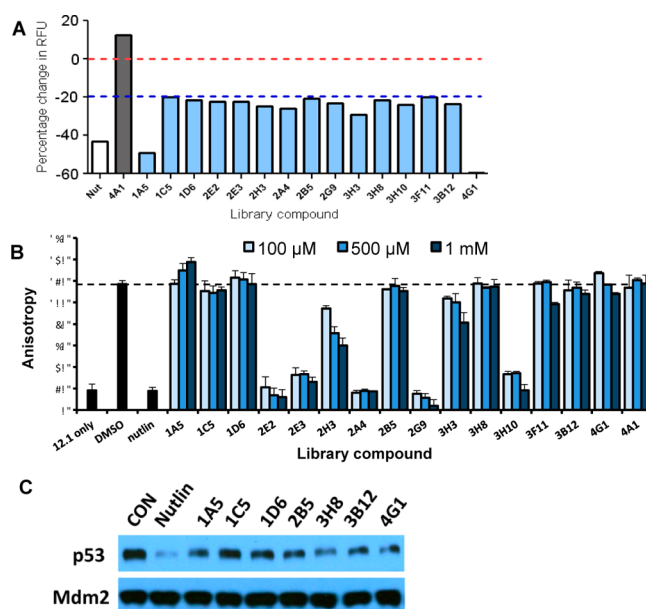 A
Percentage change in RFU
20
0
-20
-40
-60
Nut 4A1 1A5 1C5 1D6 2E2 2E3 2H3 2A4 2B5 2G9 3H3 3H8 3H10 3F11 3B12 4G1
Library compound
B
100 µM 500 µM 1 mM
Anisotropy
'$!"
'#!"
'!!"
&!"
$!"
#!"
!"
12.1 only DMSO nutlin 1A5 1C5 1D6 2E2 2E3 2H3 2A4 2B5 2G9 3H3 3H8 3H10 3F11 3B12 4G1 4A1
Library compound
C
CON Nutlin 1A5 1C5 1D6 2B5 3H8 3B12 4G1
p53
Mdm2